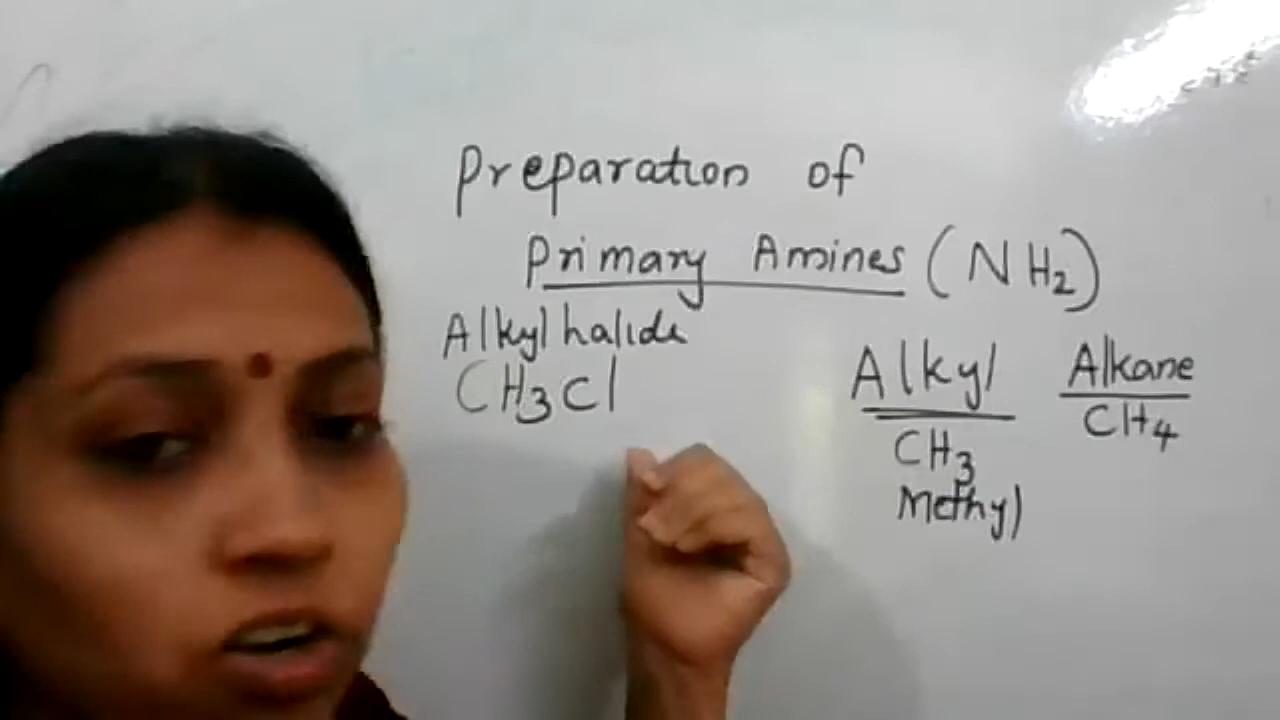 Preparation of
Primary Amines (NH2)
Alkyl halide
CH3Cl
Alkyl
CH3
Methyl
Alkane
CH4